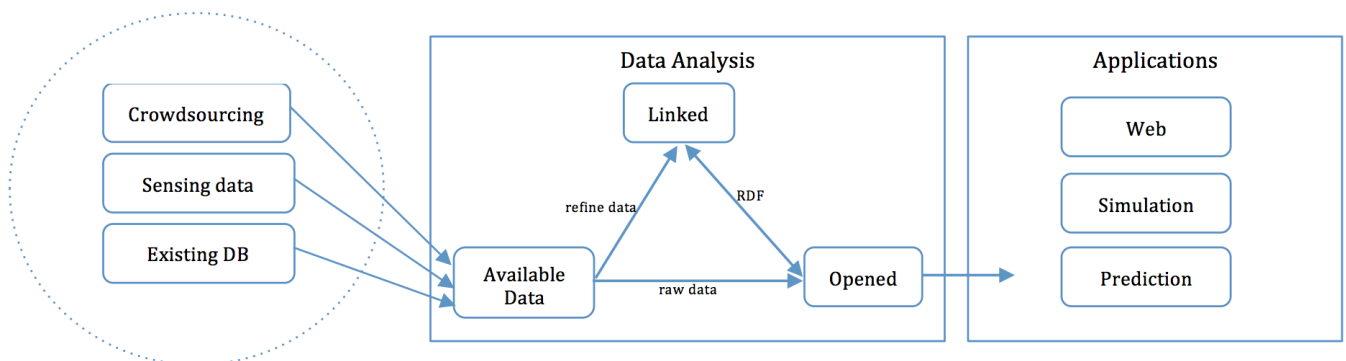 Crowdsourcing
Sensing data
Existing DB
Data Analysis
Linked
refine data
RDF
Available
Data
raw data
Opened
Applications
Web
Simulation
Prediction